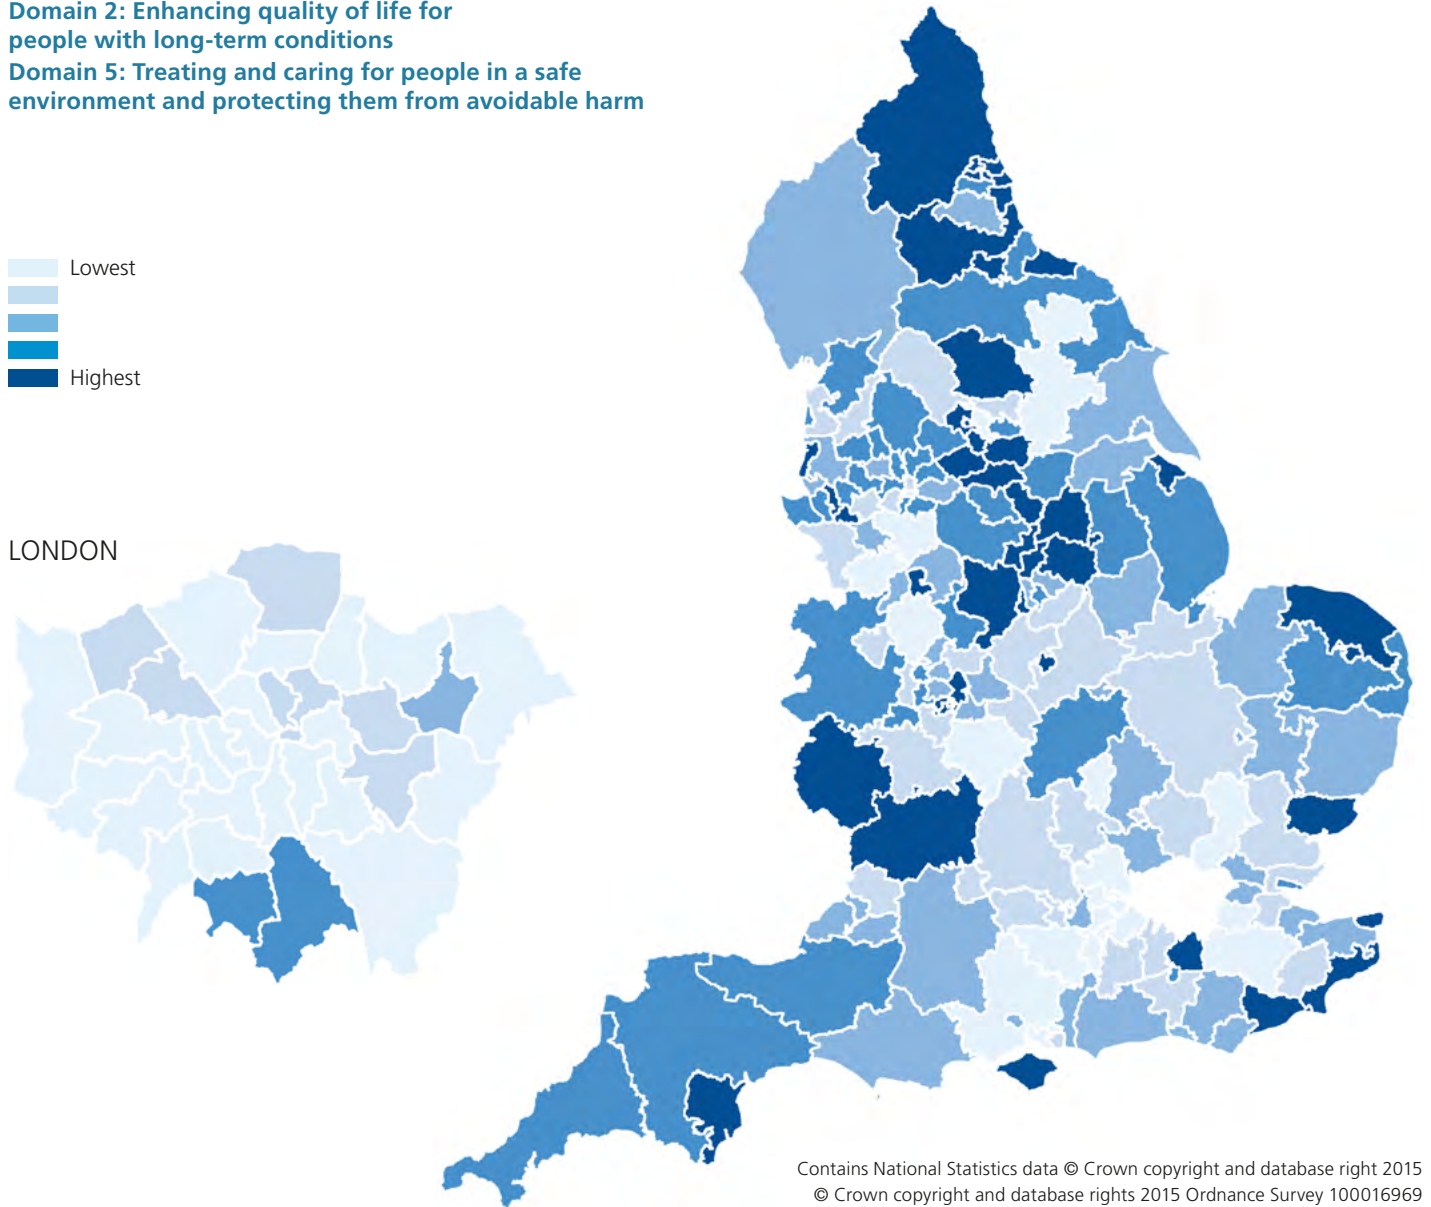 Domain 2: Enhancing quality of life for
people with long-term conditions
Domain 5: Treating and caring for people in a safe
environment and protecting them from avoidable harm
Lowest
Highest
LONDON
Contains National Statistics data © Crown copyright and database right 2015
© Crown copyright and database rights 2015 Ordnance Survey 100016969